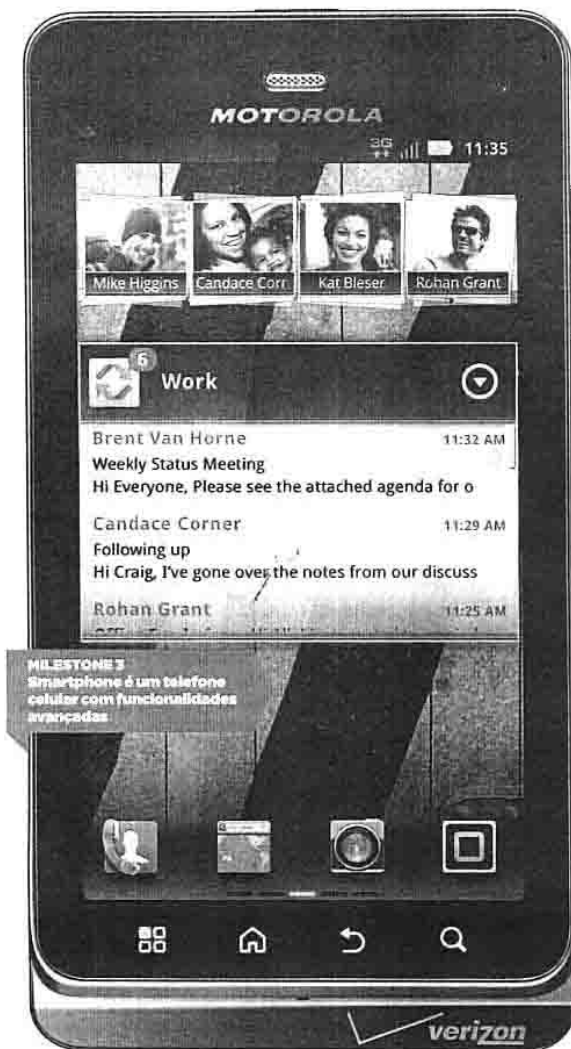 MOTOROLA
3G 11:35
Mike Higgins Candace Corr Kat Bleser Rohan Grant
6
Work
Brent Van Horne 11:32 AM
Weekly Status Meeting
Hi Everyone, Please see the attached agenda for o
Candace Corner 11:29 AM
Following up
Hi Craig, I've gone over the notes from our discuss
Rohan Grant 11:25 AM
MILESTONE 3
Smartphone é um telefone
celular com funcionalidades
avançadas
verizon